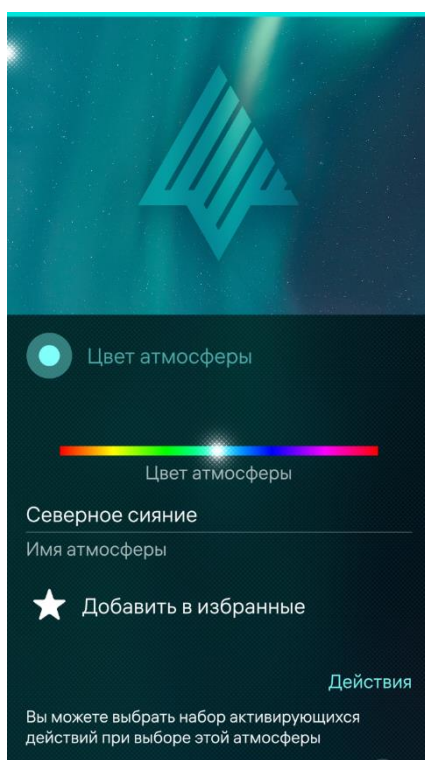 Цвет атмосферы
Цвет атмосферы
Северное сияние
Имя атмосферы
Добавить в избранные
Действия
Вы можете выбрать набор активирующихся
действий при выборе этой атмосферы